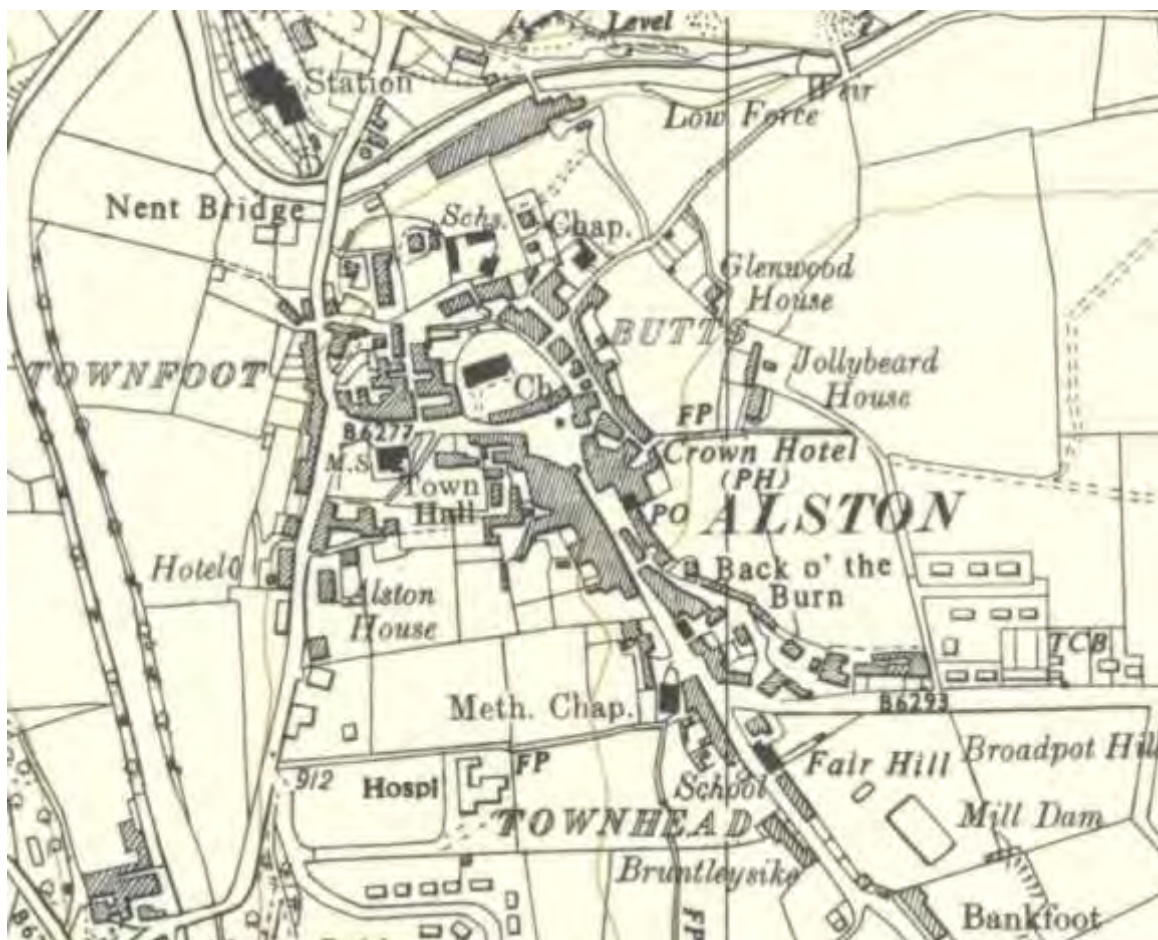 Level
Station
Weir
Low Force
Nent Bridge
Schs.
Chap.
Glenwood
House
BUTTS
TOWNFOOT
Jollybeard
House
Ch.
FP
B6277
Crown Hotel
(PH)
M.S
Town
Hall
PO
ALSTON
Hotel
Back o' the
Burn
Alston
House
TCB
Meth. Chap.
B6293
Fair Hill
Broadpot Hill
912
Hospl
FP
School
Mill Dam
TOWNHEAD
Bruntleysike
FP
Bankfoot